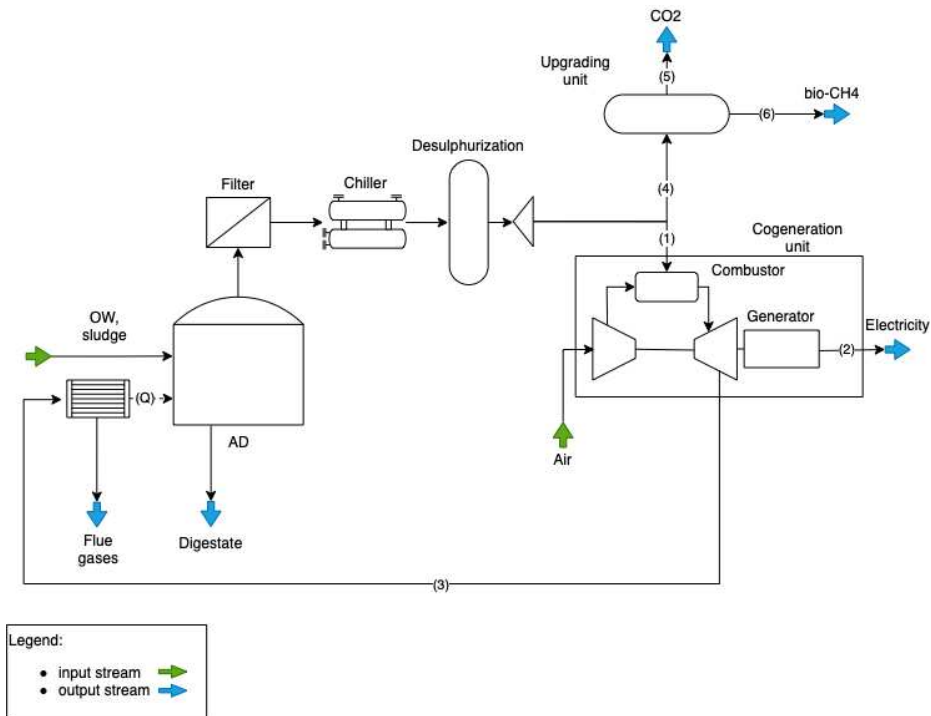 CO2
Upgrading
unit
(5)
bio-CH4
(6)
Desulphurization
Filter
Chiller
(4)
(1)
Cogeneration
unit
Combustor
OW,
sludge
Generator
Electricity
(2)
(Q)
AD
Air
Flue
gases
Digestate
(3)
Legend:
● input stream
● output stream